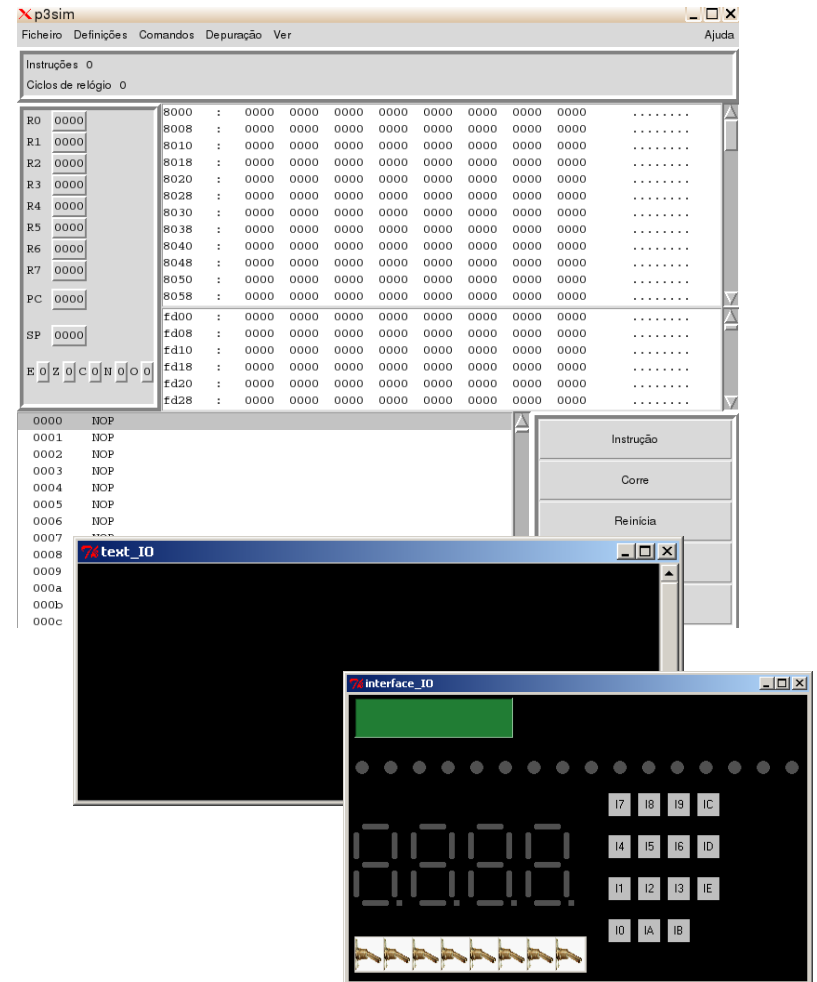 p3sim
Ficheiro Definições Comandos Depuração Ver Ajuda
Instruções 0
Ciclos de relógio 0
R0 0000
R1 0000
R2 0000
R3 0000
R4 0000
R5 0000
R6 0000
R7 0000
PC 0000
SP 0000
E 0 Z 0 C 0 N 0 O 0
8000 : 0000 0000 0000 0000 0000 0000 0000 0000 ........
8008 : 0000 0000 0000 0000 0000 0000 0000 0000 ........
8010 : 0000 0000 0000 0000 0000 0000 0000 0000 ........
8018 : 0000 0000 0000 0000 0000 0000 0000 0000 ........
8020 : 0000 0000 0000 0000 0000 0000 0000 0000 ........
8028 : 0000 0000 0000 0000 0000 0000 0000 0000 ........
8030 : 0000 0000 0000 0000 0000 0000 0000 0000 ........
8038 : 0000 0000 0000 0000 0000 0000 0000 0000 ........
8040 : 0000 0000 0000 0000 0000 0000 0000 0000 ........
8048 : 0000 0000 0000 0000 0000 0000 0000 0000 ........
8050 : 0000 0000 0000 0000 0000 0000 0000 0000 ........
8058 : 0000 0000 0000 0000 0000 0000 0000 0000 ........
fd00 : 0000 0000 0000 0000 0000 0000 0000 0000 ........
fd08 : 0000 0000 0000 0000 0000 0000 0000 0000 ........
fd10 : 0000 0000 0000 0000 0000 0000 0000 0000 ........
fd18 : 0000 0000 0000 0000 0000 0000 0000 0000 ........
fd20 : 0000 0000 0000 0000 0000 0000 0000 0000 ........
fd28 : 0000 0000 0000 0000 0000 0000 0000 0000 ........
0000 NOP
0001 NOP
0002 NOP
0003 NOP
0004 NOP
0005 NOP
0006 NOP
0007
0008
0009
000a
000b
000c
Instrução
Corre
Reinícia
text_IO
interface_IO
I7 I8 I9 IC
I4 I5 I6 ID
I1 I2 I3 IE
I0 IA IB